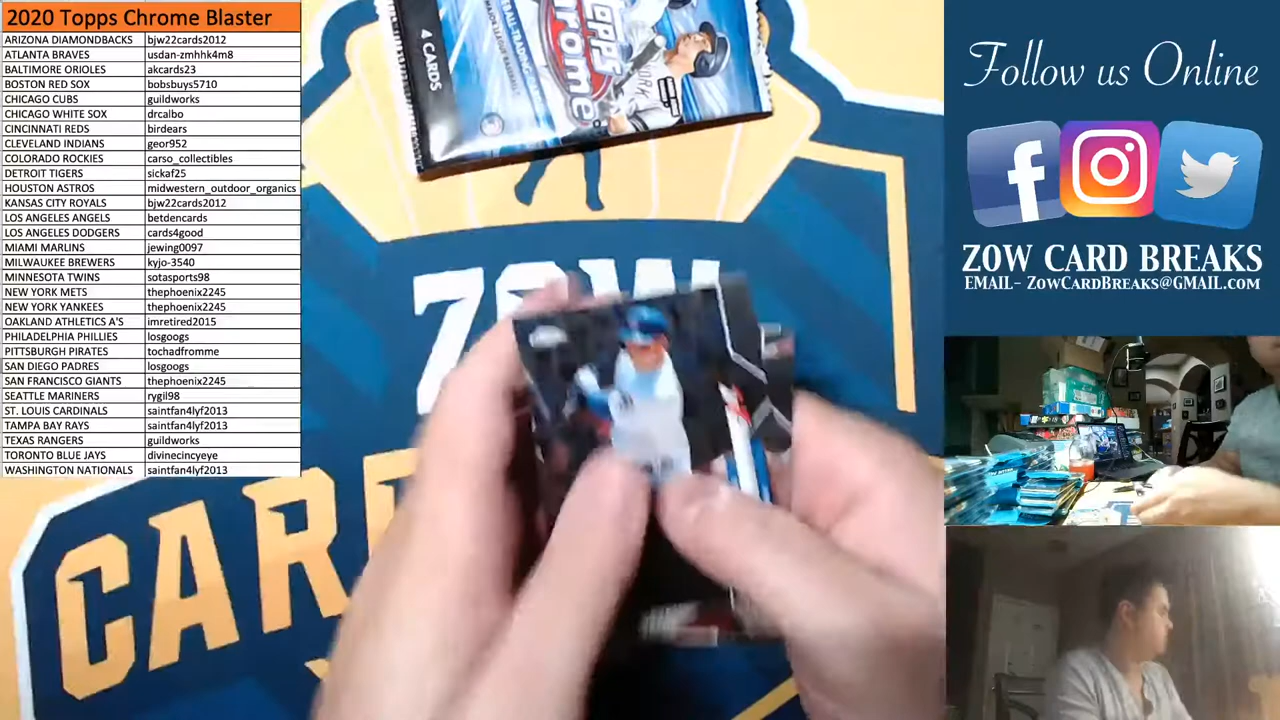 2020 Topps Chrome Blaster
ARIZONA DIAMONDBACKS bjw22cards2012
ATLANTA BRAVES usdan-zmhhk4m8
BALTIMORE ORIOLES akcards23
BOSTON RED SOX bobsbuys5710
CHICAGO CUBS guildworks
CHICAGO WHITE SOX drcalbo
CINCINNATI REDS birdears
CLEVELAND INDIANS geor952
COLORADO ROCKIES carso_collectibles
DETROIT TIGERS sickaf25
HOUSTON ASTROS midwestern_outdoor_organics
KANSAS CITY ROYALS bjw22cards2012
LOS ANGELES ANGELS betdencards
LOS ANGELES DODGERS cards4good
MIAMI MARLINS jewing0097
MILWAUKEE BREWERS kyjo-3540
MINNESOTA TWINS sotasports98
NEW YORK METS thephoenix2245
NEW YORK YANKEES thephoenix2245
OAKLAND ATHLETICS A'S imretired2015
PHILADELPHIA PHILLIES losgoogs
PITTSBURGH PIRATES tochadfromme
SAN DIEGO PADRES losgoogs
SAN FRANCISCO GIANTS thephoenix2245
SEATTLE MARINERS rygil98
ST. LOUIS CARDINALS saintfan4lyf2013
TAMPA BAY RAYS saintfan4lyf2013
TEXAS RANGERS guildworks
TORONTO BLUE JAYS divinecincyeye
WASHINGTON NATIONALS saintfan4lyf2013
4 CARDS
Topps
Chrome
ZOW
CARD
Follow us Online
ZOW CARD BREAKS
EMAIL- ZowCardBreaks@gmail.com